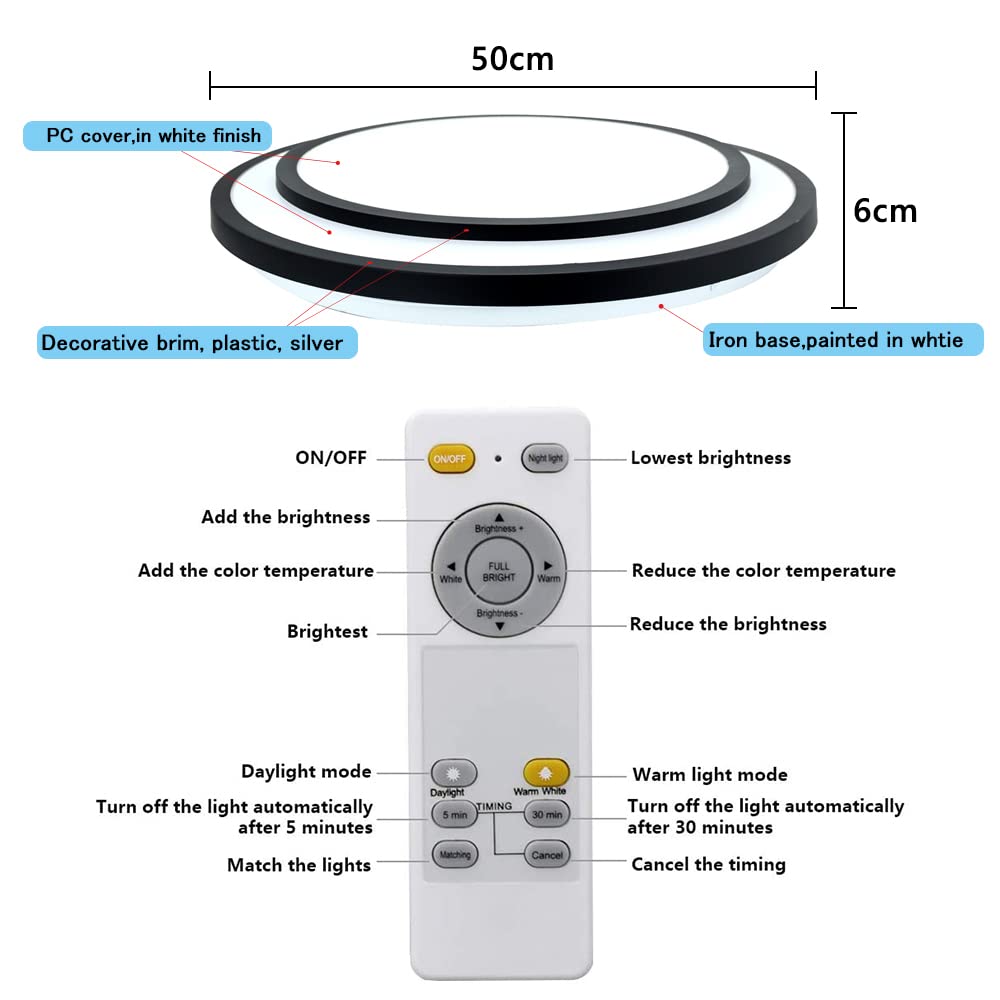 50cm
PC cover,in white finish
6cm
Decorative brim, plastic, silver
Iron base,painted in whtie
ON/OFF
ON/OFF
Night light
Lowest brightness
Add the brightness
Brightness +
Add the color temperature
White
FULL
BRIGHT
Warm
Reduce the color temperature
Brightest
Brightness -
Reduce the brightness
Daylight mode
Daylight
Warm White
Warm light mode
Turn off the light automatically
after 5 minutes
5 min
TIMING
30 min
Turn off the light automatically
after 30 minutes
Match the lights
Matching
Cancel
Cancel the timing